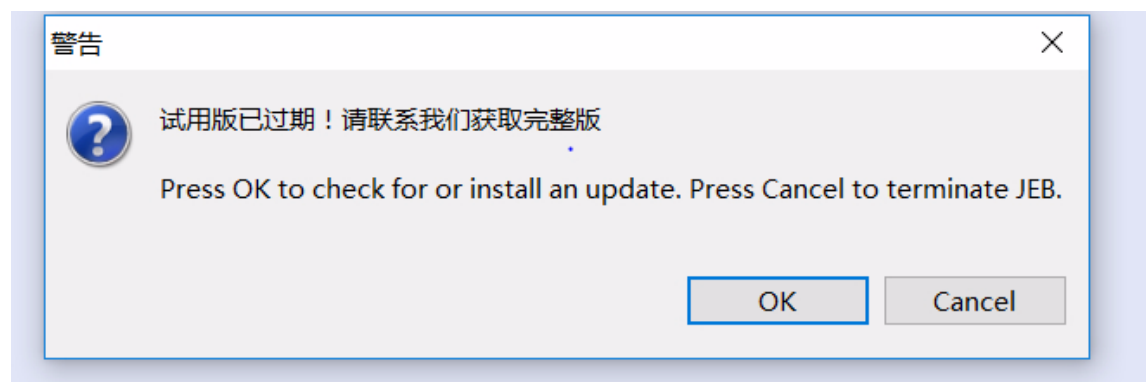 警告
试用版已过期！请联系我们获取完整版
Press OK to check for or install an update. Press Cancel to terminate JEB.
OK
Cancel